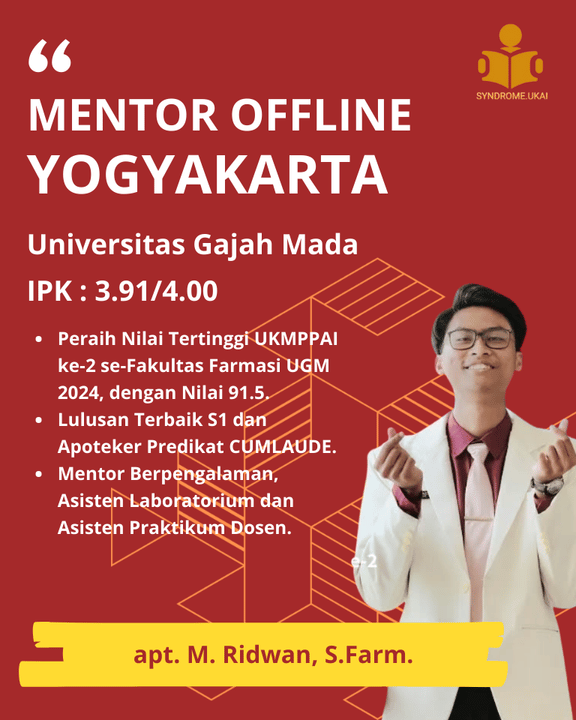 “
SYNDROME.UKAI
MENTOR OFFLINE
YOGYAKARTA
Universitas Gajah Mada
IPK : 3.91/4.00
• Peraih Nilai Tertinggi UKMPPAI
ke-2 se-Fakultas Farmasi UGM
2024, dengan Nilai 91.5.
• Lulusan Terbaik S1 dan
Apoteker Predikat CUMLAUDE.
• Mentor Berpengalaman,
Asisten Laboratorium dan
Asisten Praktikum Dosen.
e-2
apt. M. Ridwan, S.Farm.